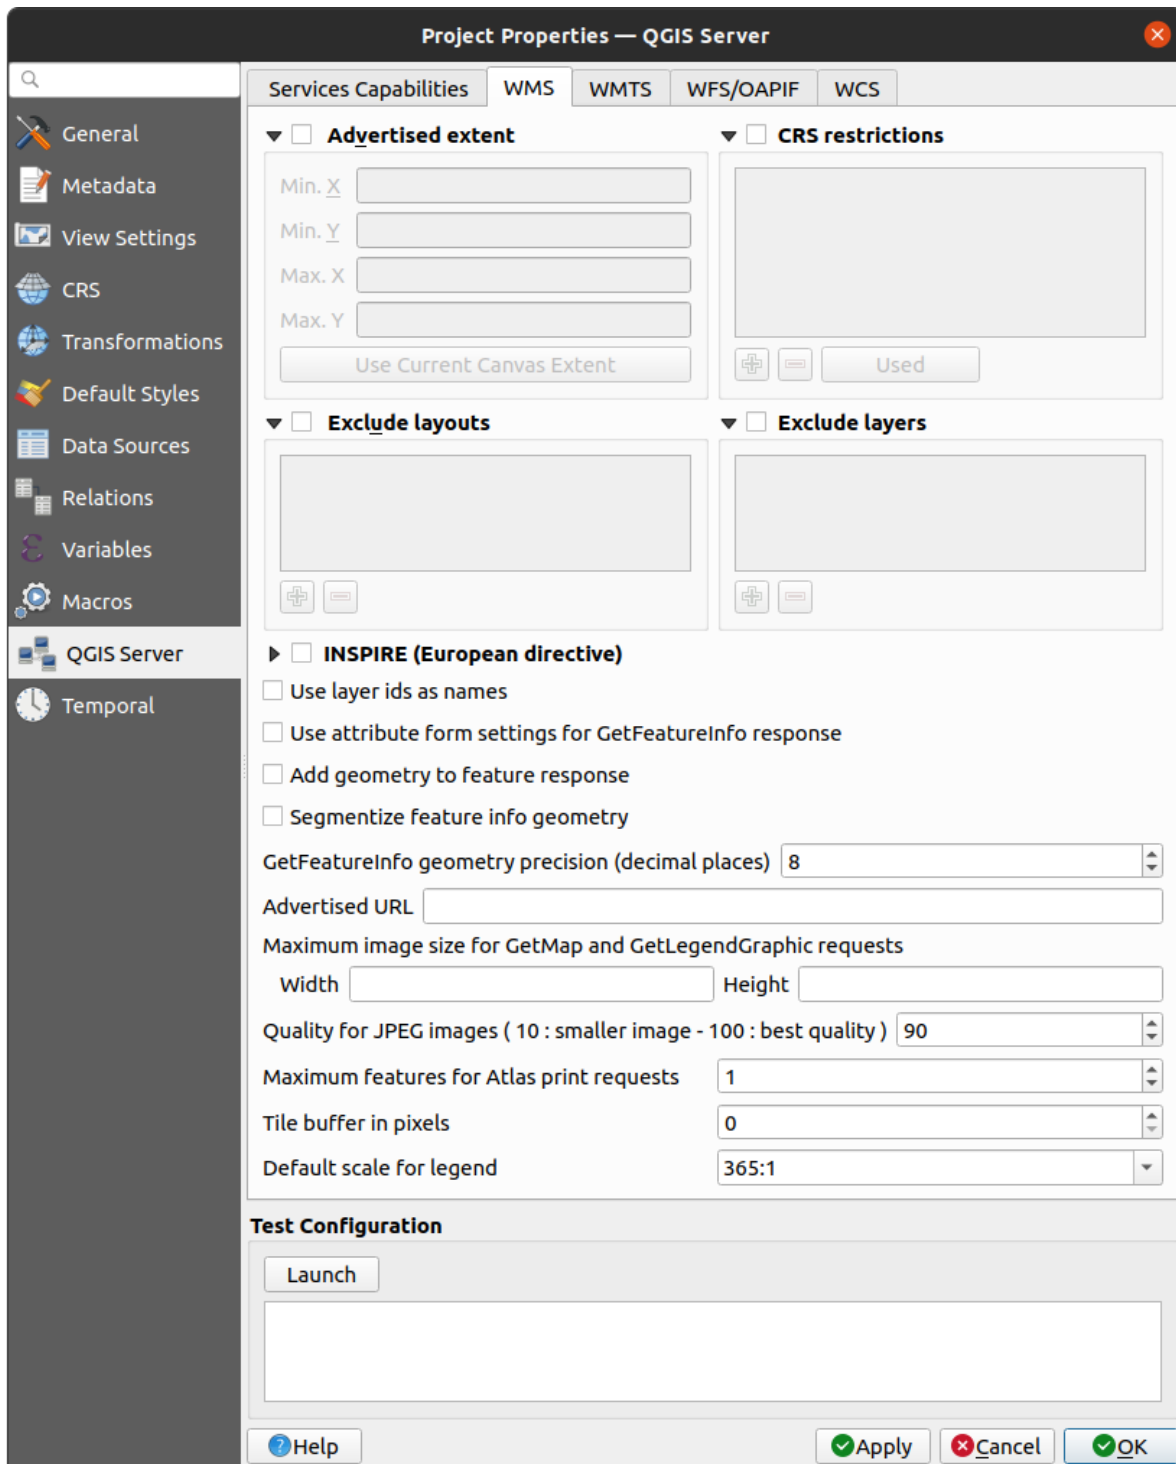 Project Properties — QGIS Server
General
Metadata
View Settings
CRS
Transformations
Default Styles
Data Sources
Relations
Variables
Macros
QGIS Server
Temporal
Services Capabilities WMS WMTS WFS/OAPIF WCS
Advertised extent
Min. X
Min. Y
Max. X
Max. Y
Use Current Canvas Extent
CRS restrictions
Used
Exclude layouts
Exclude layers
INSPIRE (European directive)
Use layer ids as names
Use attribute form settings for GetFeatureInfo response
Add geometry to feature response
Segmentize feature info geometry
GetFeatureInfo geometry precision (decimal places) 8
Advertised URL
Maximum image size for GetMap and GetLegendGraphic requests
Width Height
Quality for JPEG images ( 10 : smaller image - 100 : best quality ) 90
Maximum features for Atlas print requests 1
Tile buffer in pixels 0
Default scale for legend 365:1
Test Configuration
Launch
Help Apply Cancel OK